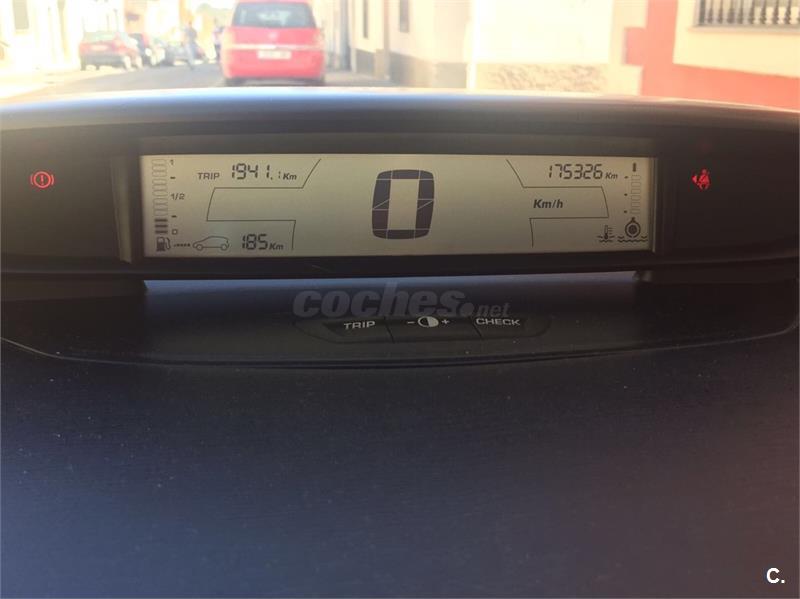 1
TRIP 1941.1 Km
175326 Km
1/2
0
Km/h
0
185 Km
coches.net
TRIP - + CHECK
C.